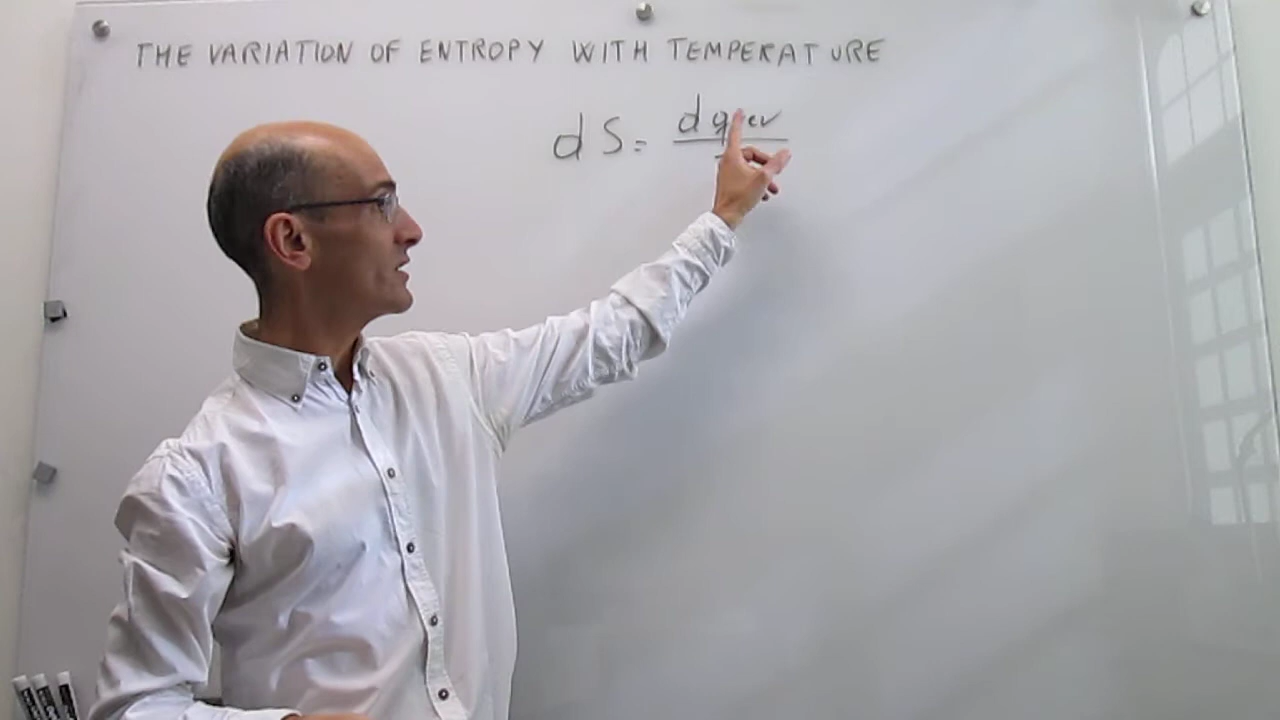 THE VARIATION OF ENTROPY WITH TEMPERATURE
dS = dqrev